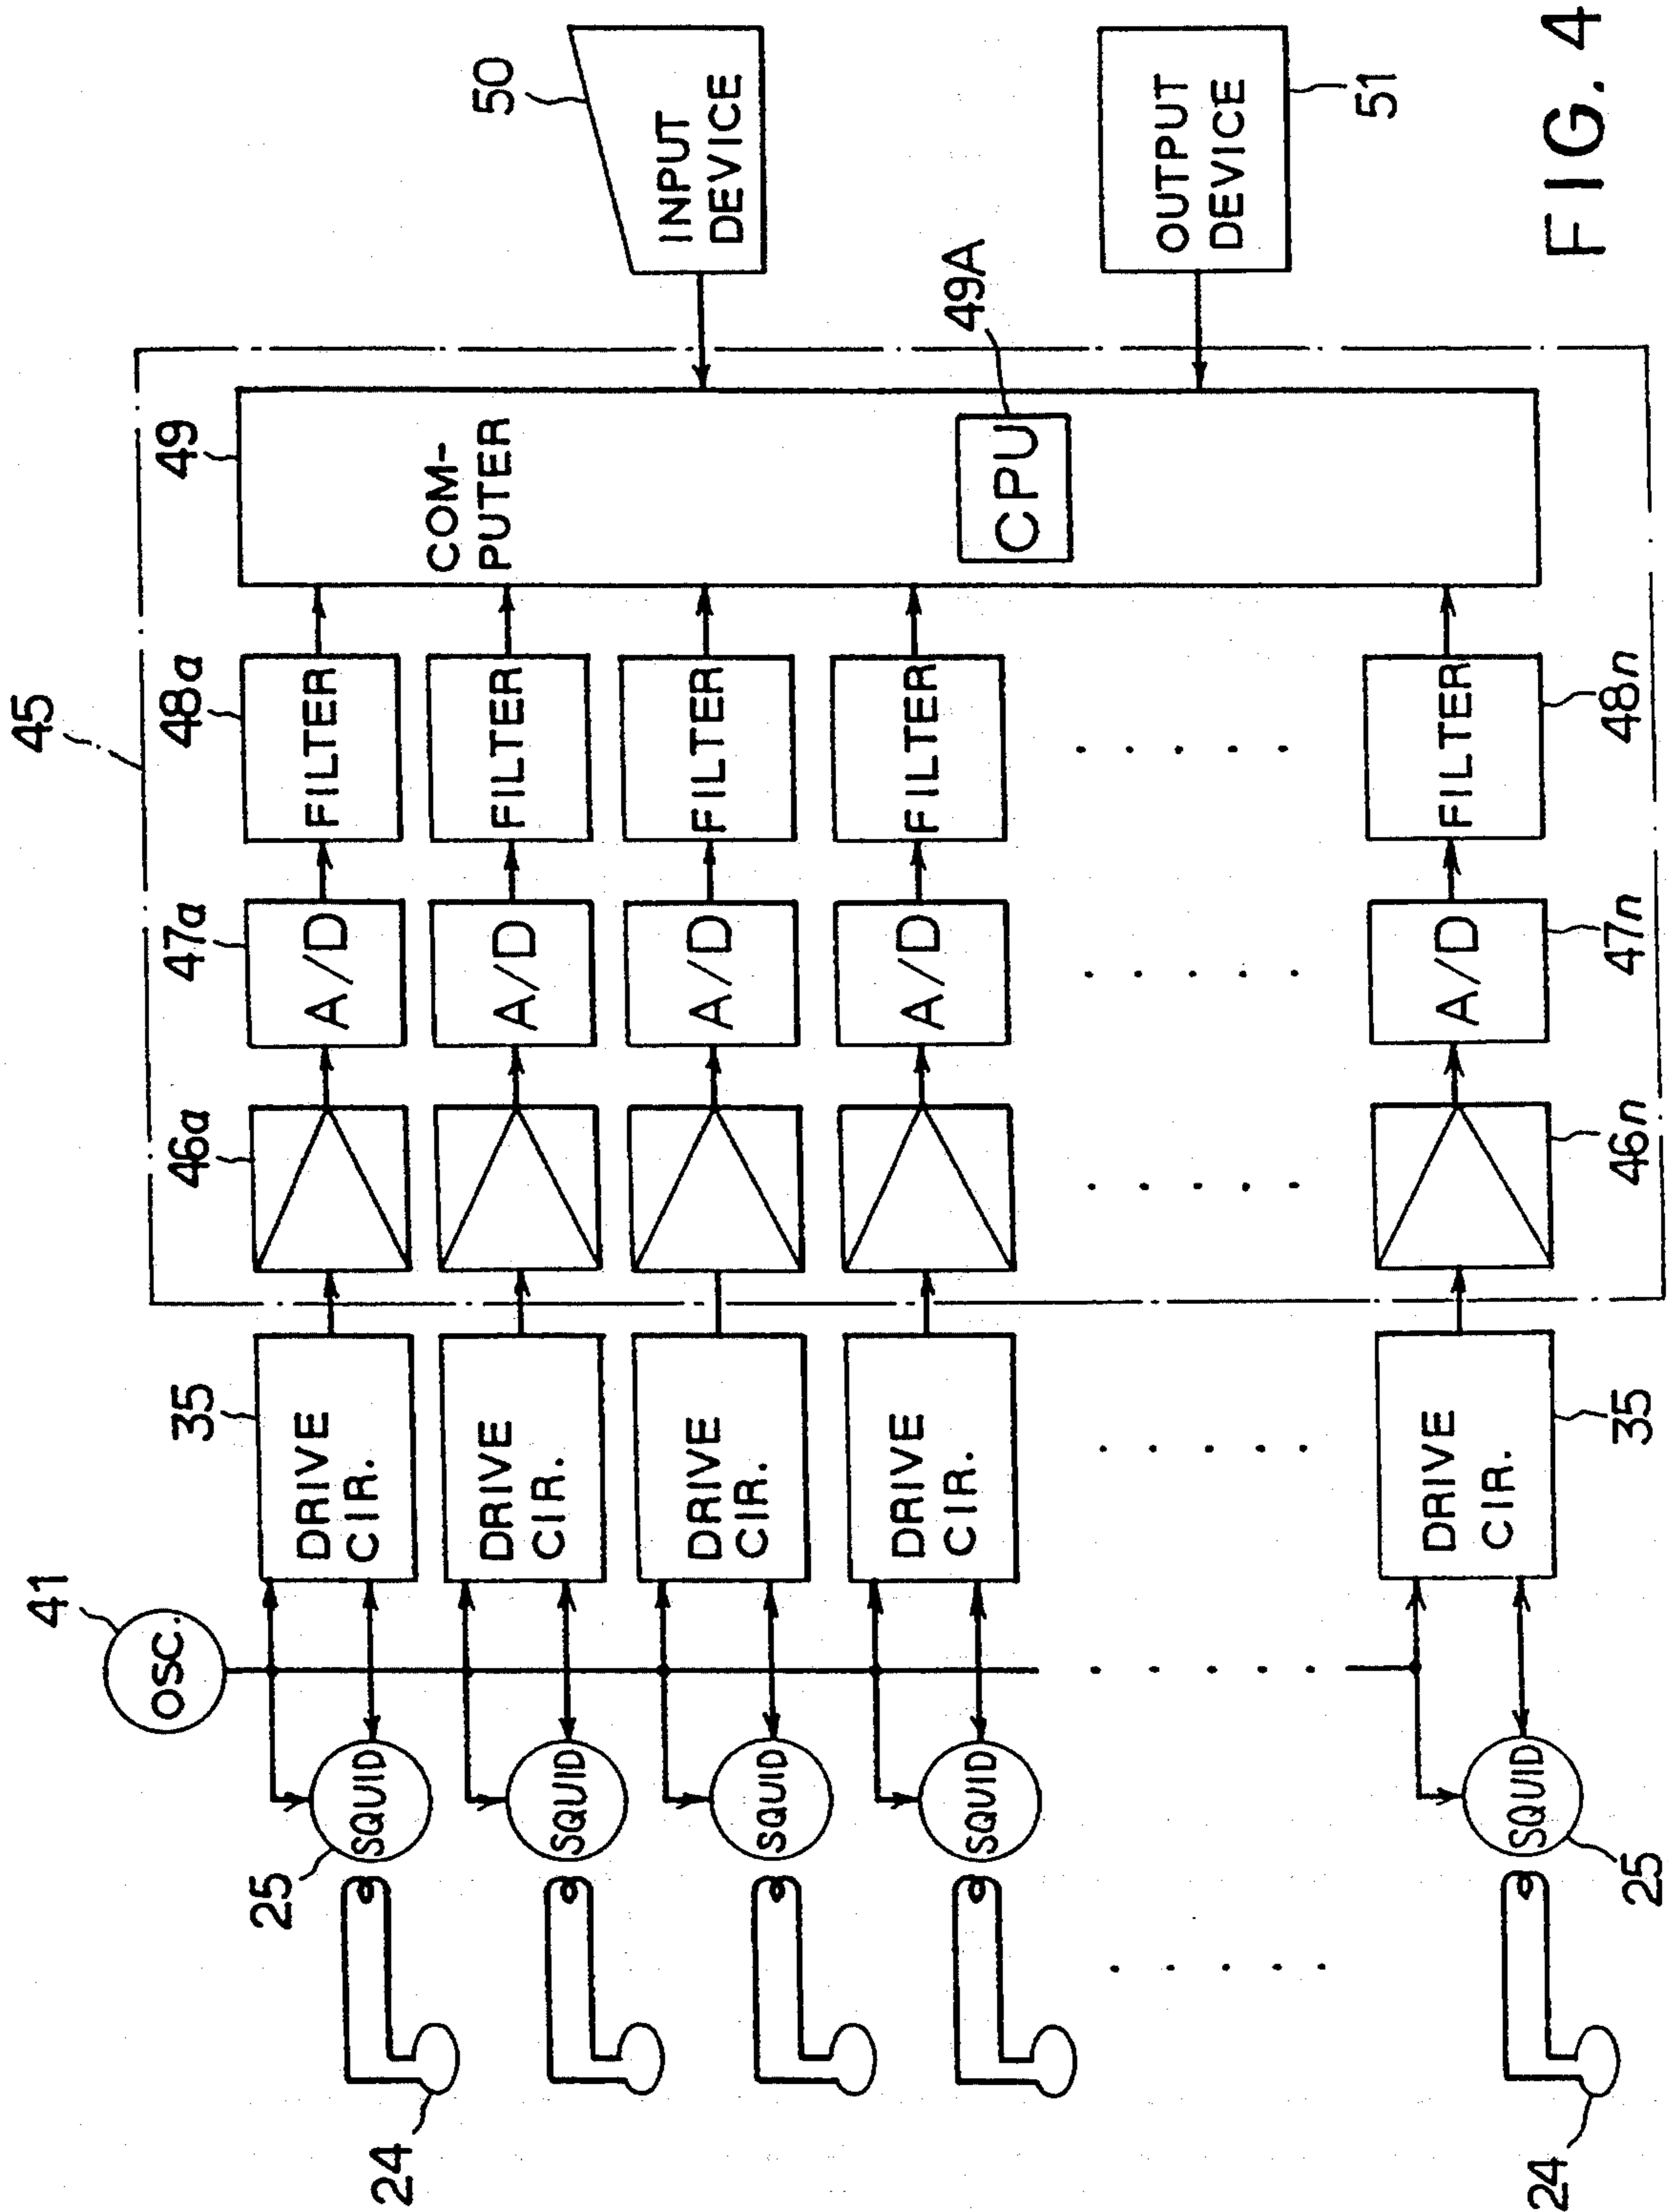 45
49
48a
47a
46a
35
41
OSC.
25
24
SQUID
DRIVE
CIR.
A/D
FILTER
SQUID
DRIVE
CIR.
A/D
FILTER
SQUID
DRIVE
CIR.
A/D
FILTER
SQUID
DRIVE
CIR.
A/D
FILTER
SQUID
DRIVE
CIR.
A/D
FILTER
24
25
35
46n
47n
48n
COM-
PUTER
CPU
49A
50
INPUT
DEVICE
OUTPUT
DEVICE
51
FIG. 4